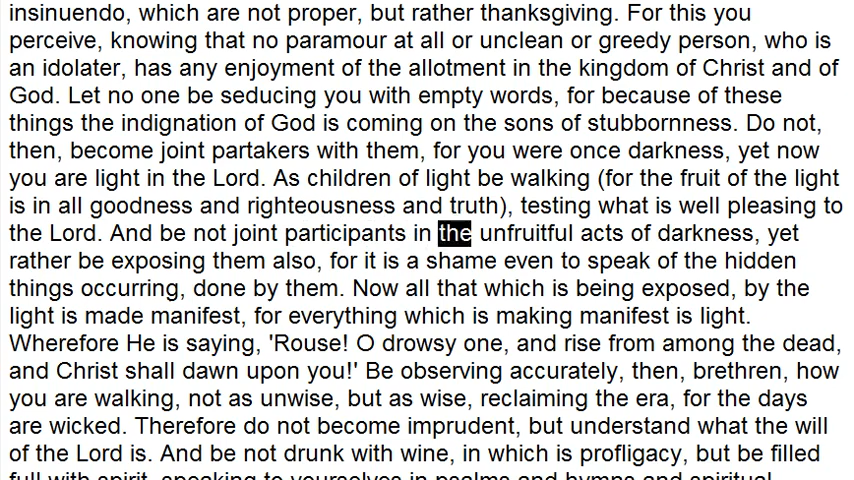 insinuendo, which are not proper, but rather thanksgiving. For this you
perceive, knowing that no paramour at all or unclean or greedy person, who is
an idolater, has any enjoyment of the allotment in the kingdom of Christ and of
God. Let no one be seducing you with empty words, for because of these
things the indignation of God is coming on the sons of stubbornness. Do not,
then, become joint partakers with them, for you were once darkness, yet now
you are light in the Lord. As children of light be walking (for the fruit of the light
is in all goodness and righteousness and truth), testing what is well pleasing to
the Lord. And be not joint participants in the unfruitful acts of darkness, yet
rather be exposing them also, for it is a shame even to speak of the hidden
things occurring, done by them. Now all that which is being exposed, by the
light is made manifest, for everything which is making manifest is light.
Wherefore He is saying, 'Rouse! O drowsy one, and rise from among the dead,
and Christ shall dawn upon you!' Be observing accurately, then, brethren, how
you are walking, not as unwise, but as wise, reclaiming the era, for the days
are wicked. Therefore do not become imprudent, but understand what the will
of the Lord is. And be not drunk with wine, in which is profligacy, but be filled
full with spirit, speaking to yourselves in psalms and hymns and spiritual